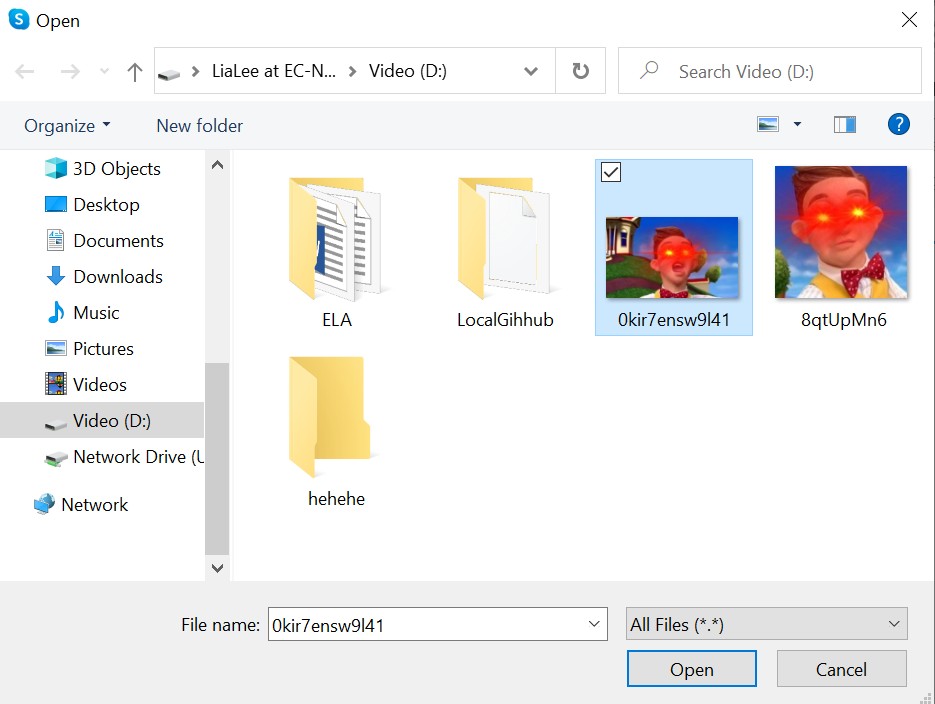 Open
LiaLee at EC-N... Video (D:)
Search Video (D:)
Organize New folder
3D Objects
Desktop
Documents
Downloads
Music
Pictures
Videos
Video (D:)
Network Drive (U
Network
ELA LocalGihhub 0kir7ensw9l41 8qtUpMn6
hehehe
File name: 0kir7ensw9l41 All Files (*.*)
Open Cancel